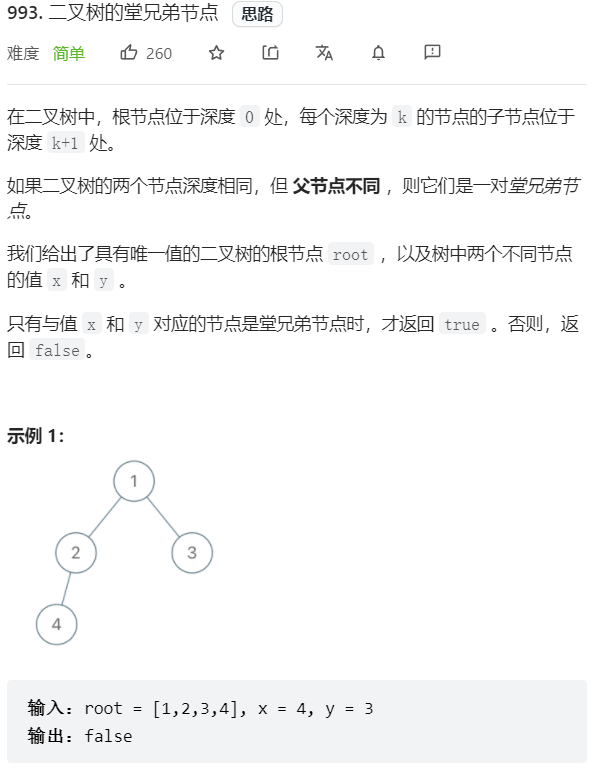 993. 二叉树的堂兄弟节点 思路
难度 简单 260
在二叉树中，根节点位于深度 0 处，每个深度为 k 的节点的子节点位于
深度 k+1 处。
如果二叉树的两个节点深度相同，但 父节点不同 ，则它们是一对堂兄弟节
点。
我们给出了具有唯一值的二叉树的根节点 root ，以及树中两个不同节点
的值 x 和 y 。
只有与值 x 和 y 对应的节点是堂兄弟节点时，才返回 true 。否则，返
回 false。
示例 1：
1
2 3
4
输入：root = [1,2,3,4], x = 4, y = 3
输出：false